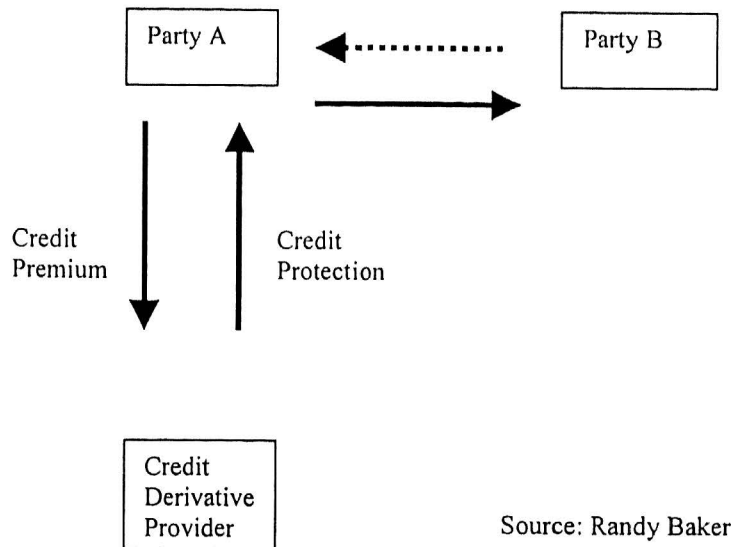 Party A
Party B
Credit
Premium
Credit
Protection
Credit
Derivative
Provider
Source: Randy Baker